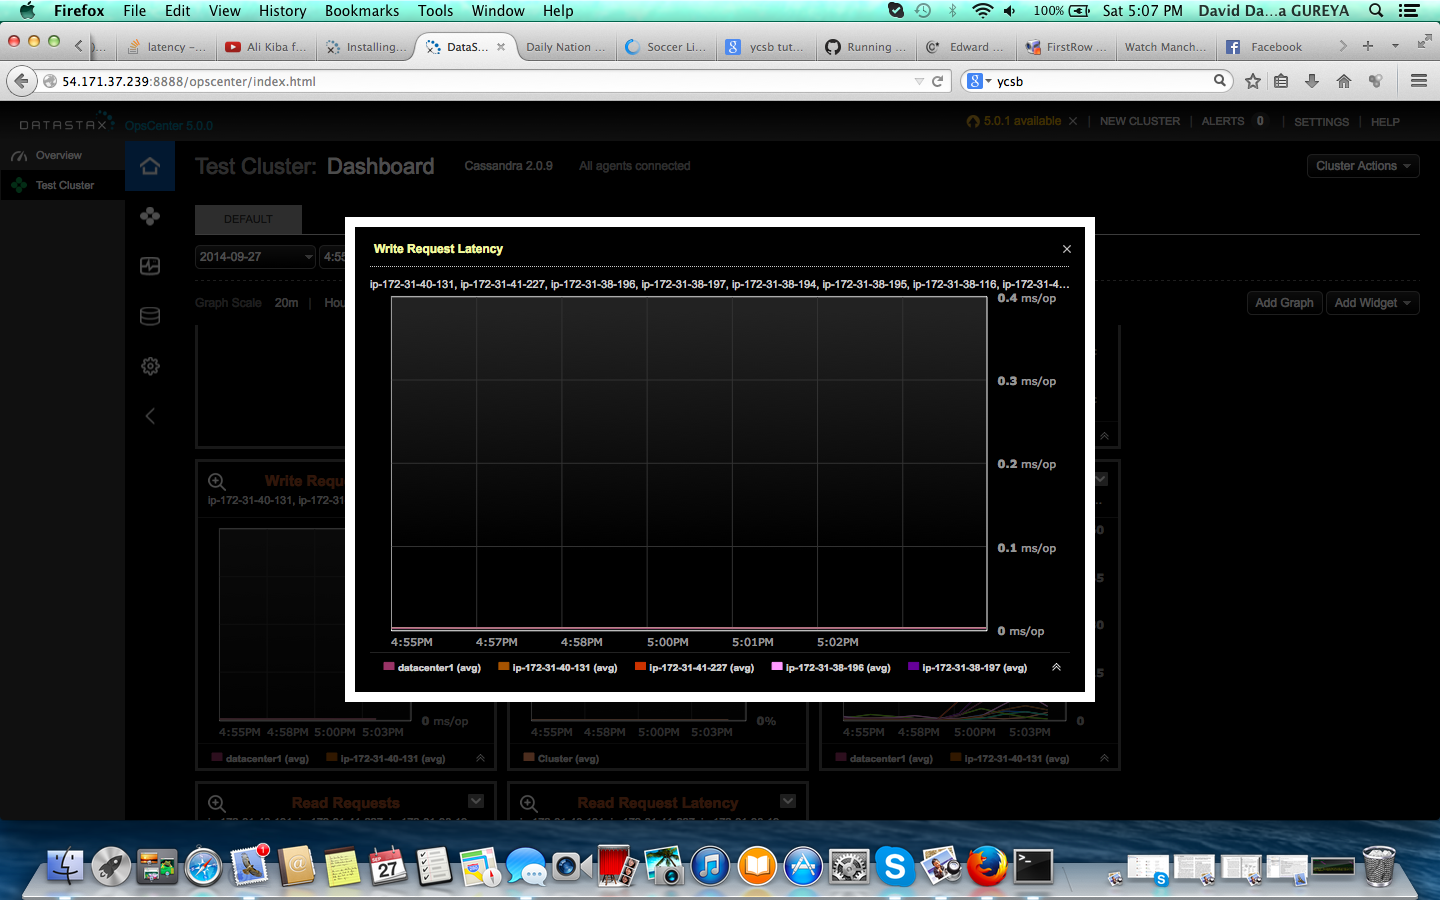 Firefox File Edit View History Bookmarks Tools Window Help 100% Sat 5:07 PM David Da...a GUREYA
)... latency –... Ali Kiba f... Installing... DataS... Daily Nation ... Soccer Li... ycsb tut... Running ... Edward ... FirstRow ... Watch Manch... Facebook
54.171.37.239:8888/opscenter/index.html ycsb
DATASTAX OpsCenter 5.0.0 5.0.1 available × NEW CLUSTER | ALERTS 0 | SETTINGS | HELP
Overview
Test Cluster
Test Cluster: Dashboard Cassandra 2.0.9 All agents connected Cluster Actions
DEFAULT
2014-09-27 4:55
Graph Scale 20m | Hou
Add Graph Add Widget
Write Request Latency ×
ip-172-31-40-131, ip-172-31-41-227, ip-172-31-38-196, ip-172-31-38-197, ip-172-31-38-194, ip-172-31-38-195, ip-172-31-38-116, ip-172-31-4...
0.4 ms/op
0.3 ms/op
0.2 ms/op
0.1 ms/op
0 ms/op
4:55PM 4:57PM 4:58PM 5:00PM 5:01PM 5:02PM
datacenter1 (avg) ip-172-31-40-131 (avg) ip-172-31-41-227 (avg) ip-172-31-38-196 (avg) ip-172-31-38-197 (avg)
Write Requ
ip-172-31-40-131, ip-172-31
0 ms/op 0% 0
4:55PM 4:58PM 5:00PM 5:03PM 4:55PM 4:58PM 5:00PM 5:03PM 4:55PM 4:58PM 5:00PM 5:03PM
datacenter1 (avg) ip-172-31-40-131 (avg) Cluster (avg) datacenter1 (avg) ip-172-31-40-131 (avg)
Read Requests Read Request Latency
1
SEP
27